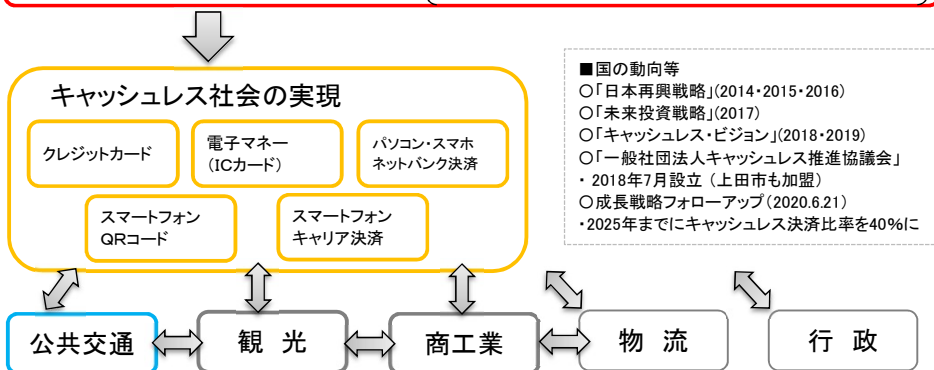 キャッシュレス社会の実現
クレジットカード
電子マネー
(ICカード)
パソコン・スマホ
ネットバンク決済
スマートフォン
QRコード
スマートフォン
キャリア決済
■国の動向等
○「日本再興戦略」(2014・2015・2016)
○「未来投資戦略」(2017)
○「キャッシュレス・ビジョン」(2018・2019)
○「一般社団法人キャッシュレス推進協議会」
・ 2018年7月設立 (上田市も加盟)
○成長戦略フォローアップ(2020.6.21)
・2025年までにキャッシュレス決済比率を40%に
公共交通
観 光
商工業
物 流
行 政